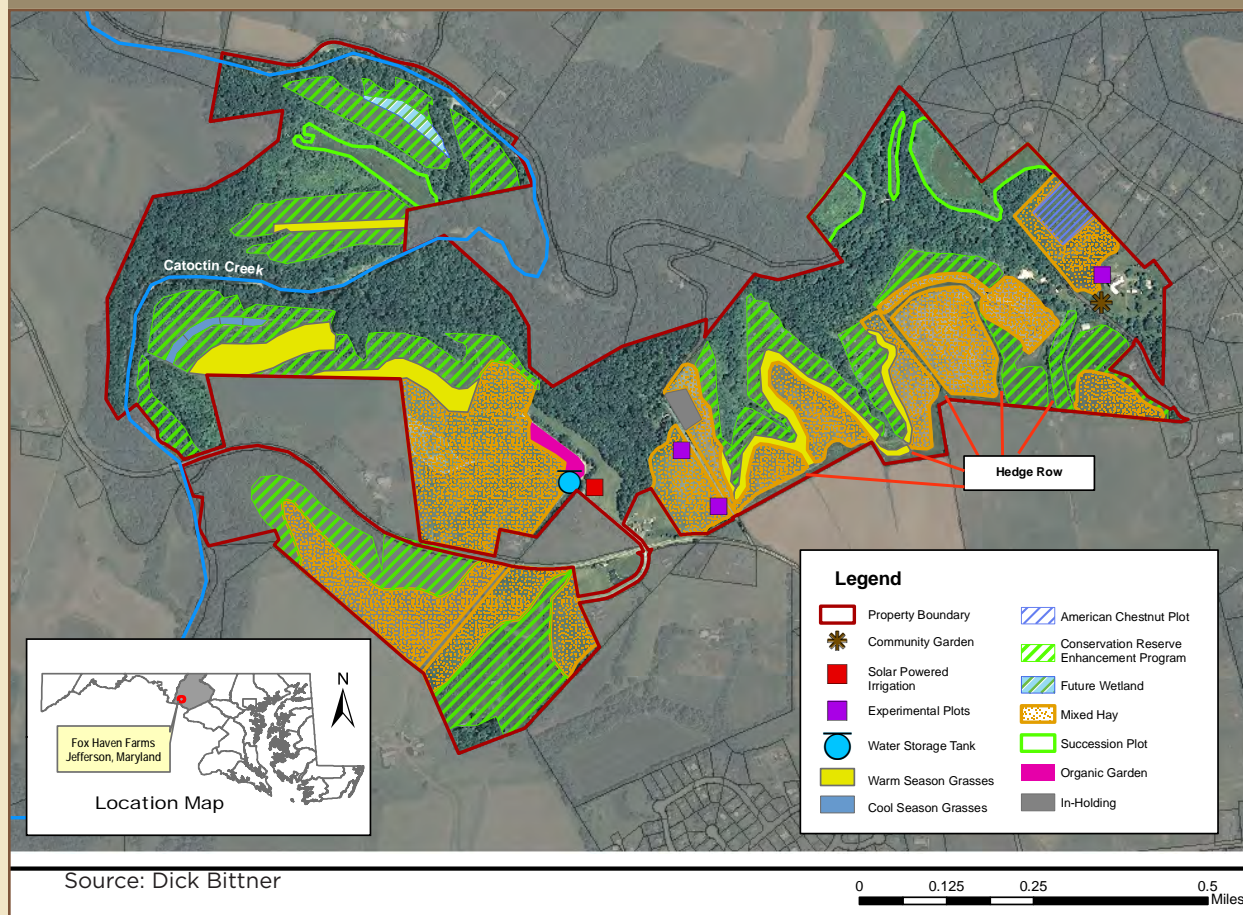 Catoctin Creek
Hedge Row
Legend
Property Boundary
Community Garden
Solar Powered
Irrigation
Experimental Plots
Water Storage Tank
Warm Season Grasses
Cool Season Grasses
American Chestnut Plot
Conservation Reserve
Enhancement Program
Future Wetland
Mixed Hay
Succession Plot
Organic Garden
In-Holding
N
Fox Haven Farms
Jefferson, Maryland
Location Map
Source: Dick Bittner
0 0.125 0.25 0.5
Miles